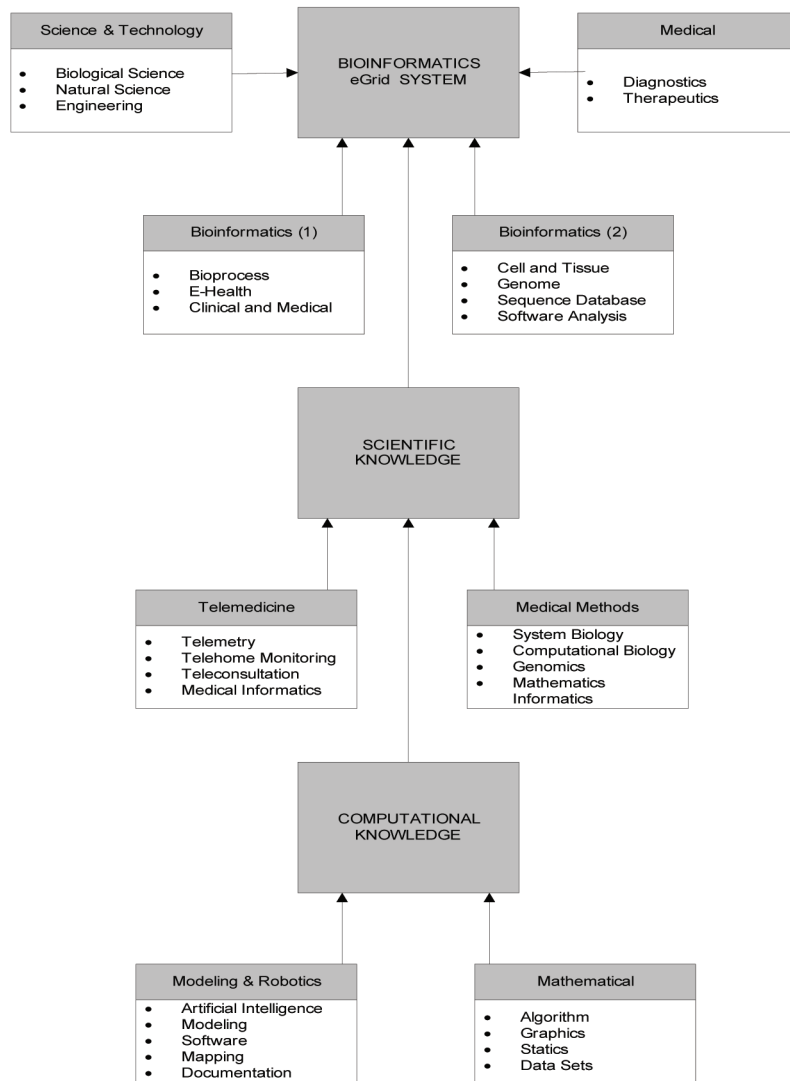 Science & Technology
• Biological Science
• Natural Science
• Engineering
BIOINFORMATICS
eGrid SYSTEM
Medical
• Diagnostics
• Therapeutics
Bioinformatics (1)
• Bioprocess
• E-Health
• Clinical and Medical
Bioinformatics (2)
• Cell and Tissue
• Genome
• Sequence Database
• Software Analysis
SCIENTIFIC
KNOWLEDGE
Telemedicine
• Telemetry
• Telehome Monitoring
• Teleconsultation
• Medical Informatics
Medical Methods
• System Biology
• Computational Biology
• Genomics
• Mathematics
Informatics
COMPUTATIONAL
KNOWLEDGE
Modeling & Robotics
• Artificial Intelligence
• Modeling
• Software
• Mapping
• Documentation
Mathematical
• Algorithm
• Graphics
• Statics
• Data Sets